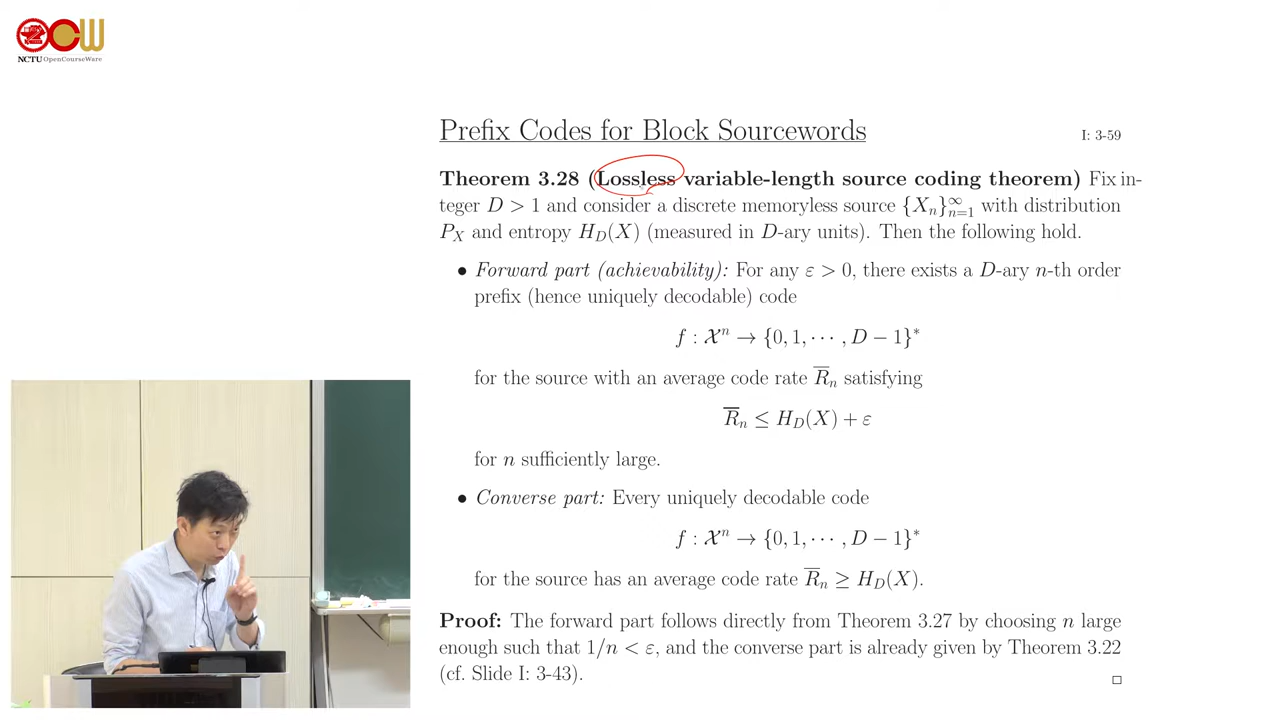 NCTU OpenCourseWare
Prefix Codes for Block Sourcewords
I: 3-59
Theorem 3.28 (Lossless variable-length source coding theorem) Fix in-
teger D > 1 and consider a discrete memoryless source {X_n}_{n=1}^∞ with distribution
P_X and entropy H_D(X) (measured in D-ary units). Then the following hold.
• Forward part (achievability): For any ε > 0, there exists a D-ary n-th order
prefix (hence uniquely decodable) code
f : 𝒳^n → {0, 1, ⋯ , D − 1}^*
for the source with an average code rate R̅_n satisfying
R̅_n ≤ H_D(X) + ε
for n sufficiently large.
• Converse part: Every uniquely decodable code
f : 𝒳^n → {0, 1, ⋯ , D − 1}^*
for the source has an average code rate R̅_n ≥ H_D(X).
Proof: The forward part follows directly from Theorem 3.27 by choosing n large
enough such that 1/n < ε, and the converse part is already given by Theorem 3.22
(cf. Slide I: 3-43). □